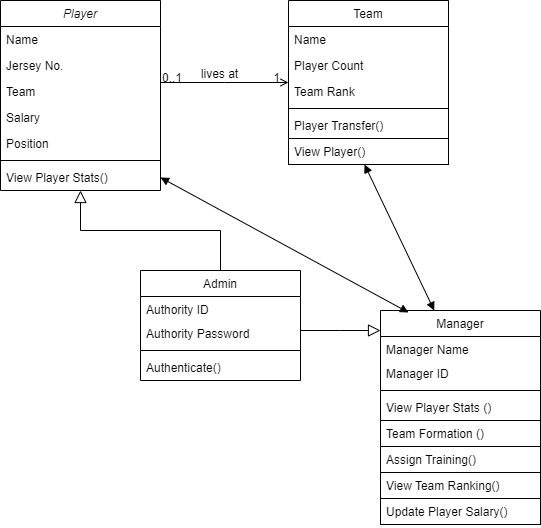 Player
Name
Jersey No.
Team
Salary
Position
View Player Stats()
0..1
lives at
1
Team
Name
Player Count
Team Rank
Player Transfer()
View Player()
Admin
Authority ID
Authority Password
Authenticate()
Manager
Manager Name
Manager ID
View Player Stats ()
Team Formation ()
Assign Training()
View Team Ranking()
Update Player Salary()